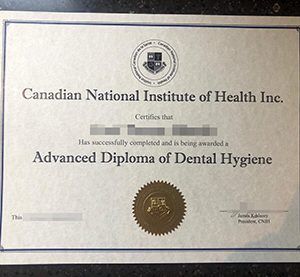 Canadian National Institute of Health Inc.
Certifies that
Has successfully completed and is being awarded a
Advanced Diploma of Dental Hygiene
This
President, CNIH